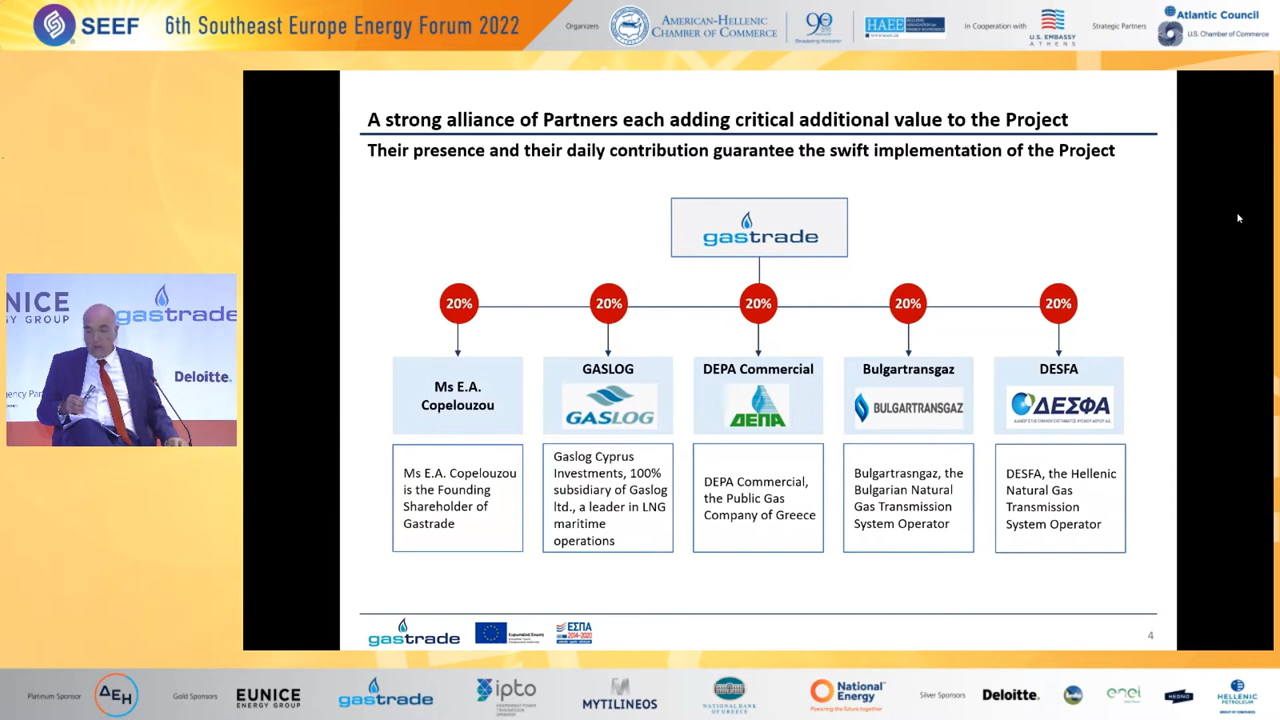 SEEF
6th Southeast Europe Energy Forum 2022
Organizers
AMERICAN-HELLENIC
CHAMBER OF COMMERCE
90
HAEE
In Cooperation with
U.S. EMBASSY
ATHENS
Strategic Partners
Atlantic Council
U.S. Chamber of Commerce
A strong alliance of Partners each adding critical additional value to the Project
Their presence and their daily contribution guarantee the swift implementation of the Project
gastrade
20%
20%
20%
20%
20%
Ms E.A.
Copelouzou
GASLOG
GASLOG
DEPA Commercial
ΔΕΠΑ
Bulgartransgaz
BULGARTRANSGAZ
DESFA
ΔΕΣΦΑ
Ms E.A. Copelouzou
is the Founding
Shareholder of
Gastrade
Gaslog Cyprus
Investments, 100%
subsidiary of Gaslog
ltd., a leader in LNG
maritime
operations
DEPA Commercial,
the Public Gas
Company of Greece
Bulgartrasngaz, the
Bulgarian Natural
Gas Transmission
System Operator
DESFA, the Hellenic
Natural Gas
Transmission
System Operator
gastrade
Ευρωπαϊκή Ένωση
ΕΣΠΑ
2014-2020
4
NICE
GY GROUP
gastrade
Deloitte.
Platinum Sponsor
ΔΕΗ
Gold Sponsors
EUNICE
ENERGY GROUP
gastrade
ipto
MYTILINEOS
NATIONAL BANK
OF GREECE
National
Energy
Powering the future together
Silver Sponsors
Deloitte.
enel
HEDNO
HELLENIC
PETROLEUM